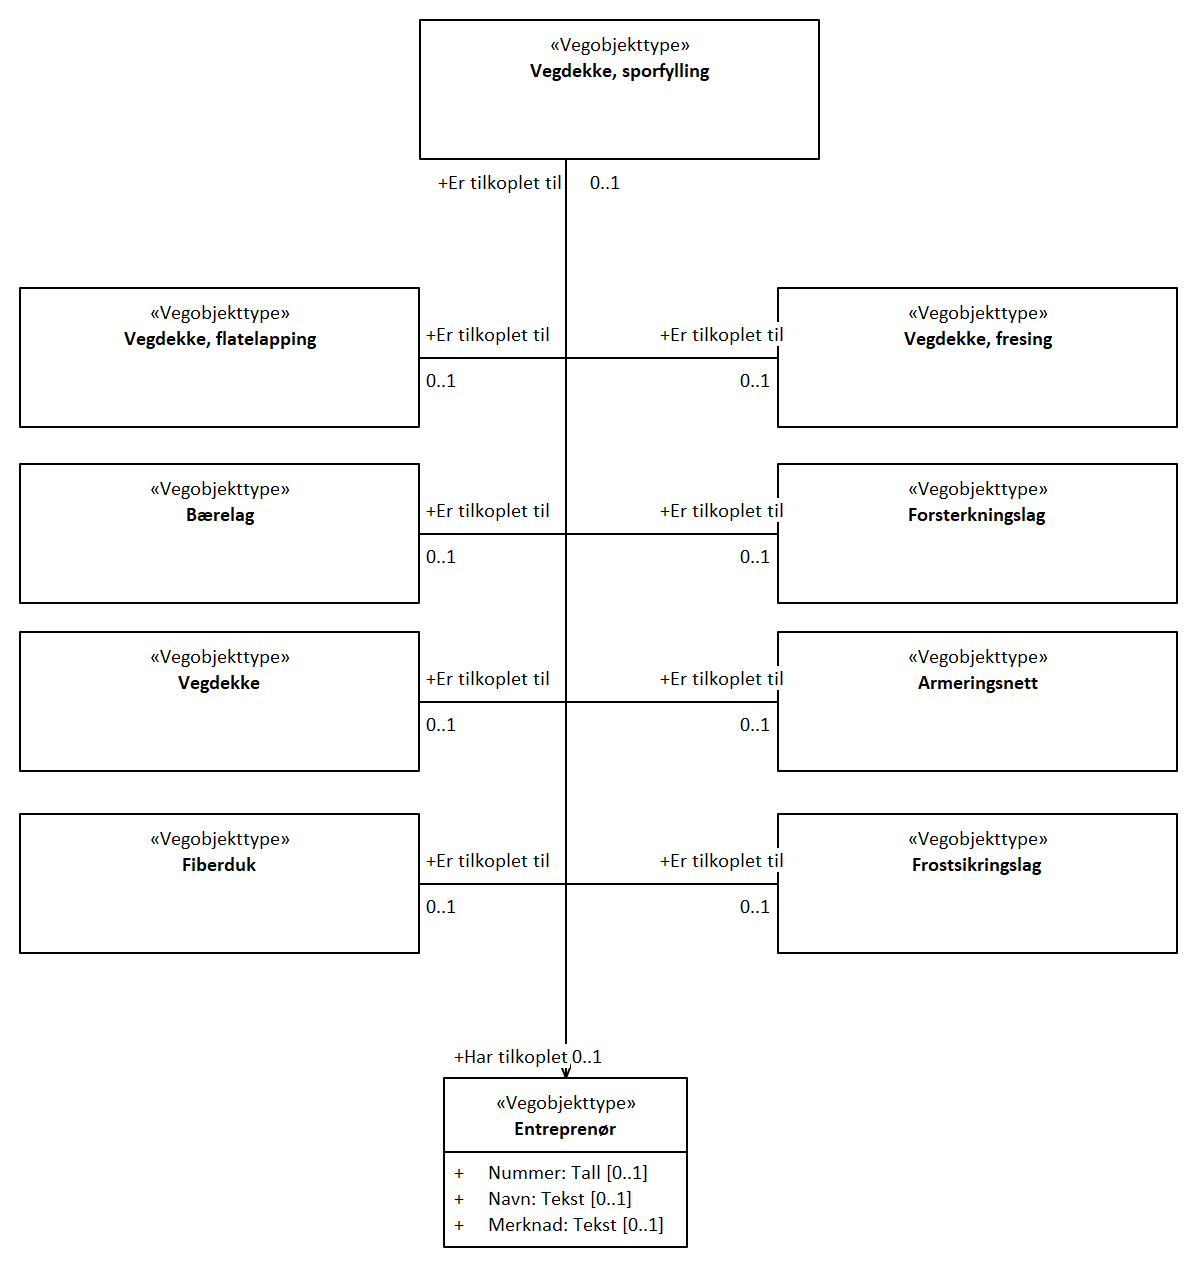 «Vegobjekttype»
Vegdekke, sporfylling
+Er tilkoplet til 0..1
«Vegobjekttype»
Vegdekke, flatelapping
+Er tilkoplet til
0..1
+Er tilkoplet til
0..1
«Vegobjekttype»
Vegdekke, fresing
«Vegobjekttype»
Bærelag
+Er tilkoplet til
0..1
+Er tilkoplet til
0..1
«Vegobjekttype»
Forsterkningslag
«Vegobjekttype»
Vegdekke
+Er tilkoplet til
0..1
+Er tilkoplet til
0..1
«Vegobjekttype»
Armeringsnett
«Vegobjekttype»
Fiberduk
+Er tilkoplet til
0..1
+Er tilkoplet til
0..1
«Vegobjekttype»
Frostsikringslag
+Har tilkoplet 0..1
«Vegobjekttype»
Entreprenør
+ Nummer: Tall [0..1]
+ Navn: Tekst [0..1]
+ Merknad: Tekst [0..1]